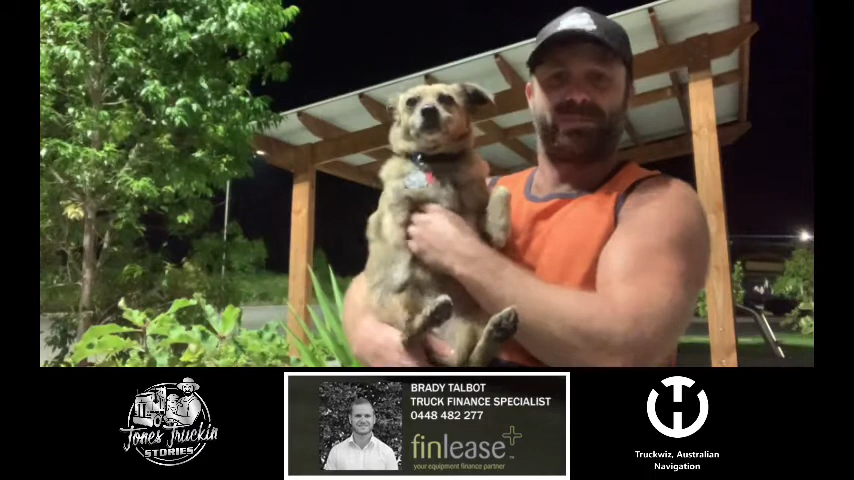 Jones Truckin
STORIES
BRADY TALBOT
TRUCK FINANCE SPECIALIST
0448 482 277
finlease
your equipment finance partner
Truckwiz, Australian
Navigation